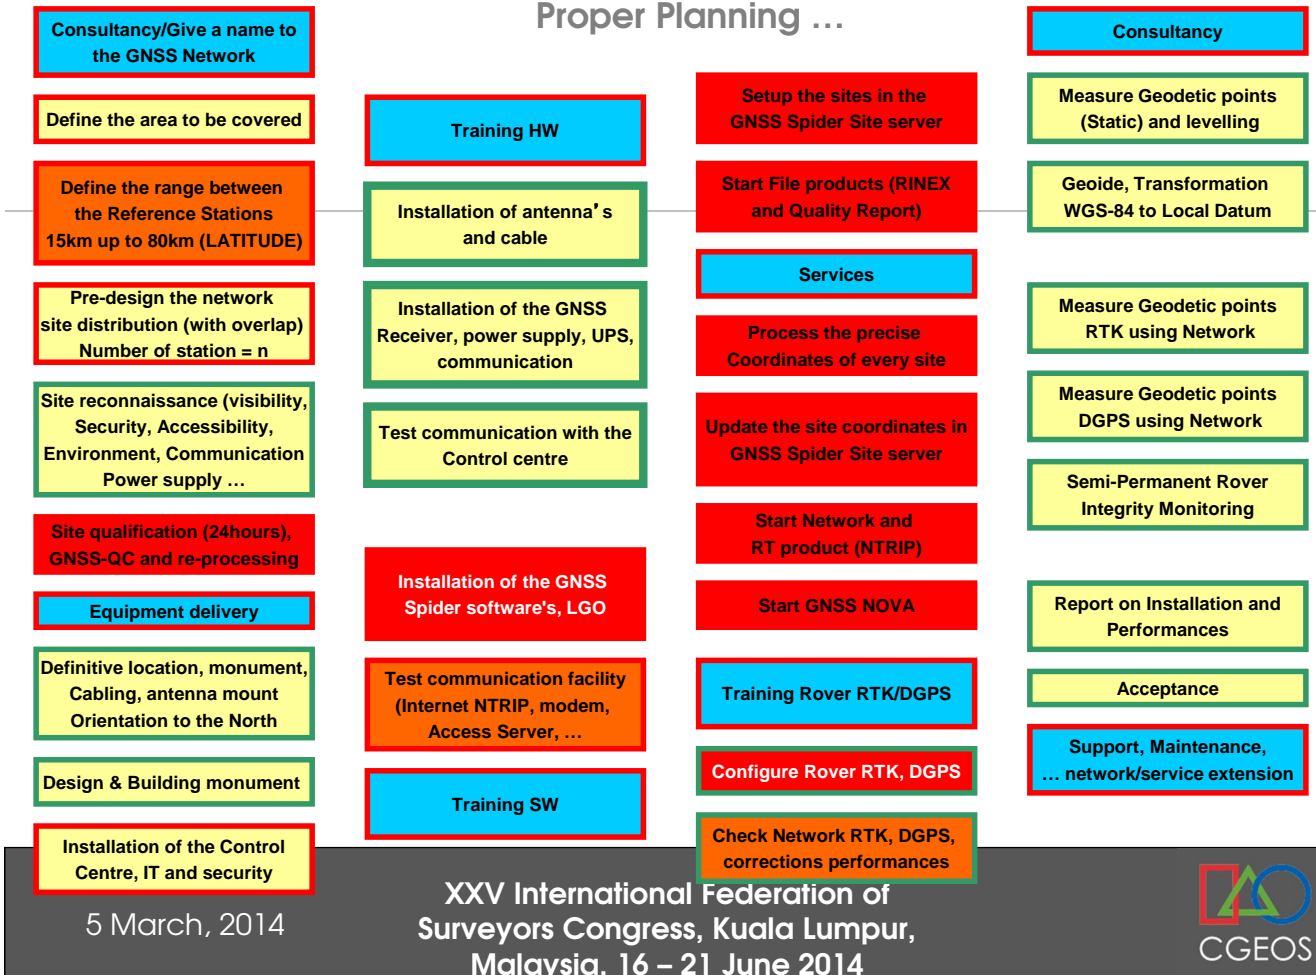 Proper Planning ...
Consultancy/Give a name to
the GNSS Network
Define the area to be covered
Define the range between
the Reference Stations
15km up to 80km (LATITUDE)
Pre-design the network
site distribution (with overlap)
Number of station = n
Site reconnaissance (visibility,
Security, Accessibility,
Environment, Communication
Power supply ...
Site qualification (24hours),
GNSS-QC and re-processing
Equipment delivery
Definitive location, monument,
Cabling, antenna mount
Orientation to the North
Design & Building monument
Installation of the Control
Centre, IT and security
Training HW
Installation of antenna's
and cable
Installation of the GNSS
Receiver, power supply, UPS,
communication
Test communication with the
Control centre
Installation of the GNSS
Spider software's, LGO
Test communication facility
(Internet NTRIP, modem,
Access Server, ...
Training SW
Setup the sites in the
GNSS Spider Site server
Start File products (RINEX
and Quality Report)
Services
Process the precise
Coordinates of every site
Update the site coordinates in
GNSS Spider Site server
Start Network and
RT product (NTRIP)
Start GNSS NOVA
Training Rover RTK/DGPS
Configure Rover RTK, DGPS
Check Network RTK, DGPS,
corrections performances
Consultancy
Measure Geodetic points
(Static) and levelling
Geoide, Transformation
WGS-84 to Local Datum
Measure Geodetic points
RTK using Network
Measure Geodetic points
DGPS using Network
Semi-Permanent Rover
Integrity Monitoring
Report on Installation and
Performances
Acceptance
Support, Maintenance,
... network/service extension
5 March, 2014
XXV International Federation of
Surveyors Congress, Kuala Lumpur,
Malaysia, 16 – 21 June 2014
CGEOS